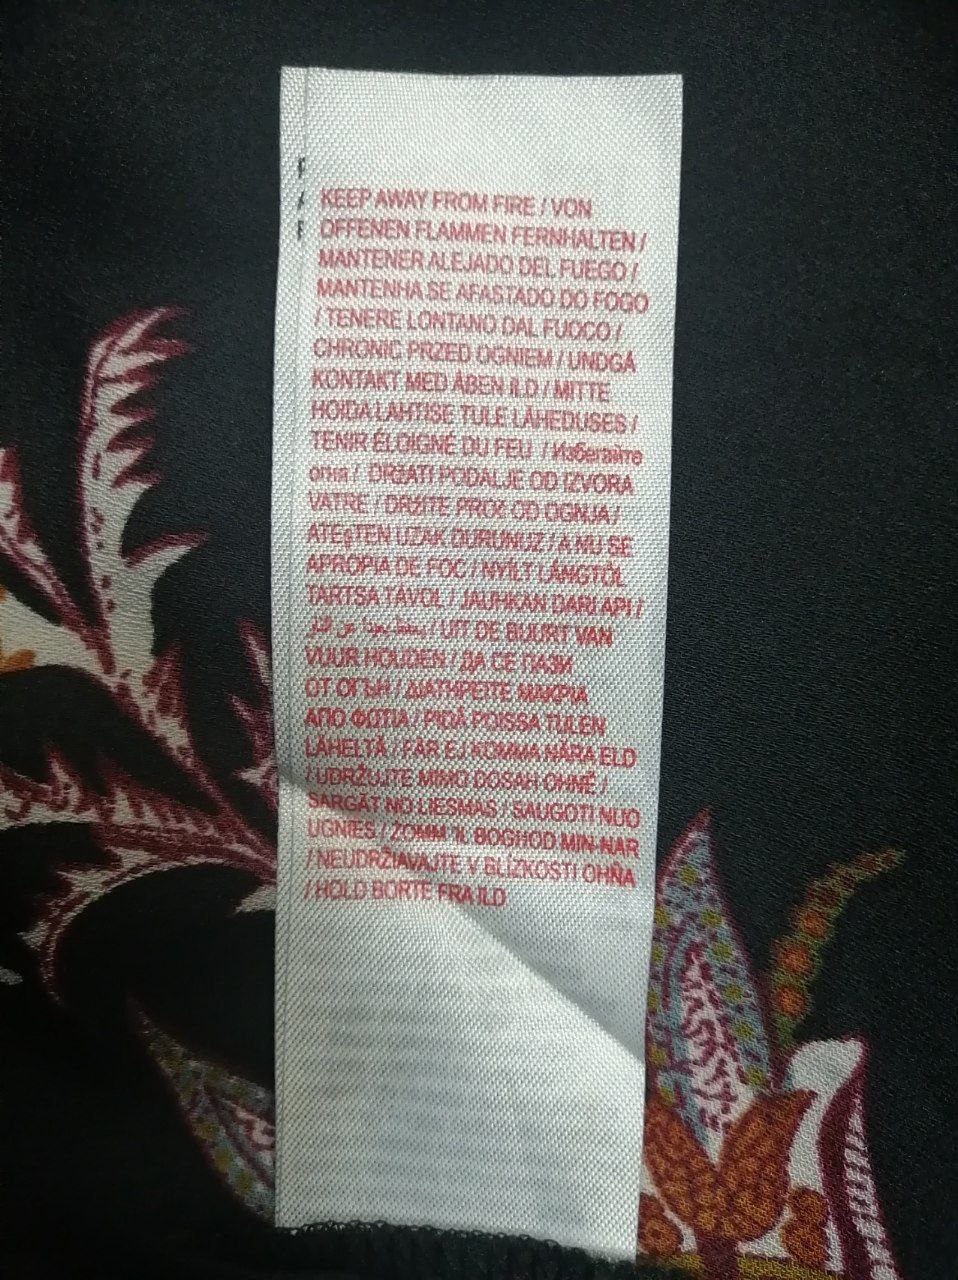 KEEP AWAY FROM FIRE / VON
OFFENEN FLAMMEN FERNHALTEN /
MANTENER ALEJADO DEL FUEGO /
MANTENHA SE AFASTADO DO FOGO
/ TENERE LONTANO DAL FUOCO /
CHRONIC PRZED OGNIEM / UNDGÅ
KONTAKT MED ÅBEN ILD / MITTE
HOIDA LAHTISE TULE LÄHEDUSES /
TENIR ÉLOIGNÉ DU FEU / Избегайте
огня / DRŽATI PODALJE OD IZVORA
VATRE / DRŽITE PROč OD OGNJA /
ATEşTEN UZAK DURUNUZ / A NU SE
APROPIA DE FOC / NYÍLT LÁNGTÓL
TARTSA TÁVOL / JAUHKAN DARI API /
يحفظ بعيدا عن النار / UIT DE BUURT VAN
VUUR HOUDEN / ДА СЕ ПАЗИ
ОТ ОГЪН / ΔΙΑΤΗΡΕΙΤΕ ΜΑΚΡΙΑ
ΑΠΟ ΦΩΤΙΑ / PIDÄ POISSA TULEN
LÄHELTÄ / FÅR EJ KOMMA NÄRA ELD
/ UDRŽUJTE MIMO DOSAH OHNĚ /
SARGĀT NO LIESMAS / SAUGOTI NUO
UGNIES / ŻOMM 'IL BOGHOD MIN-NAR
/ NEUDRŽIAVAJTE V BLÍZKOSTI OHŇA
/ HOLD BORTE FRA ILD